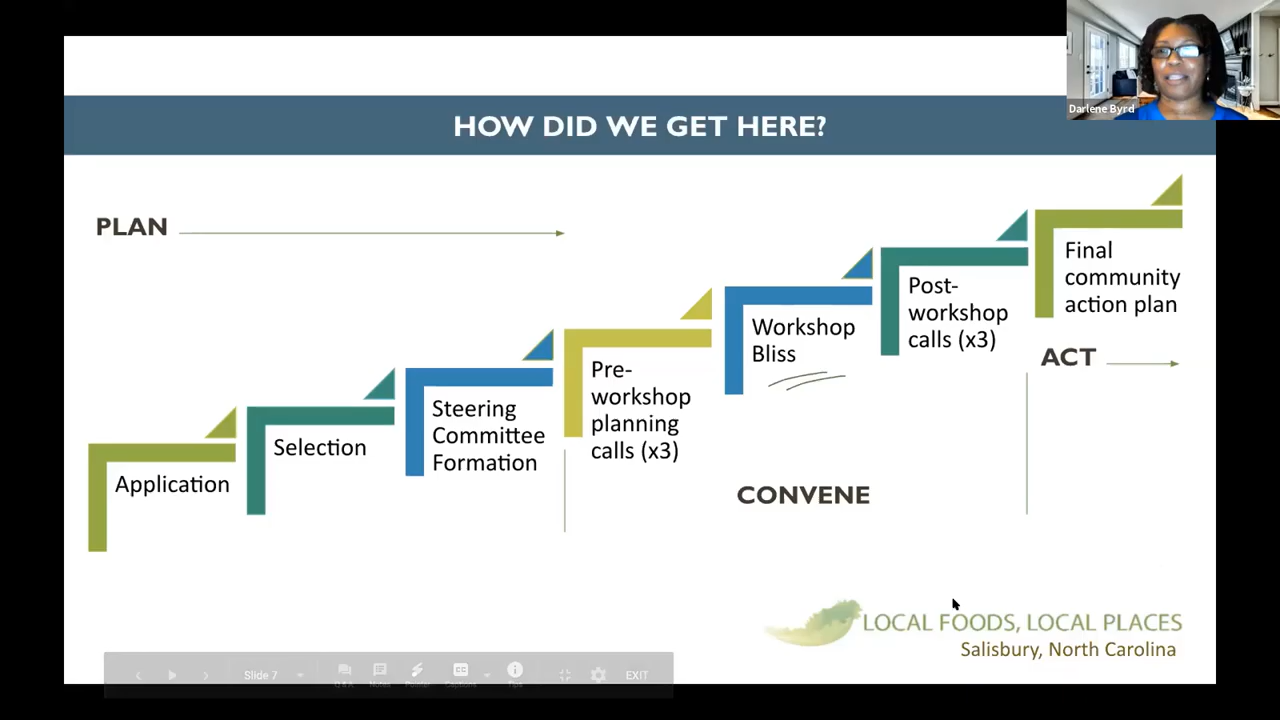 Darlene Byrd
HOW DID WE GET HERE?
PLAN
Application
Selection
Steering
Committee
Formation
Pre-
workshop
planning
calls (x3)
Workshop
Bliss
Post-
workshop
calls (x3)
Final
community
action plan
ACT
CONVENE
LOCAL FOODS, LOCAL PLACES
Salisbury, North Carolina
Slide 7
Q & A
Notes
Pointer
CC
Captions
Tips
EXIT